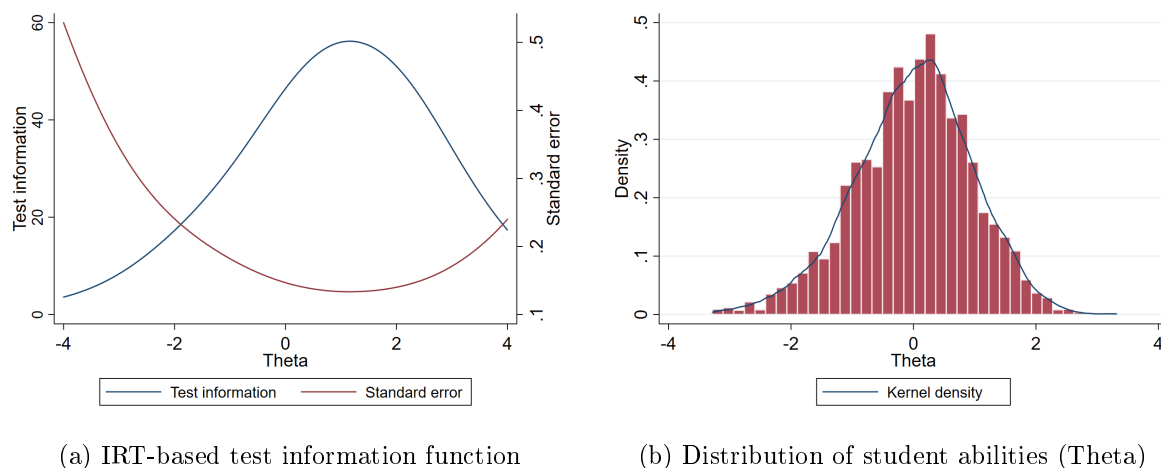 60
40
20
0
Test information
.5
.4
.3
.2
.1
Standard error
-4 -2 0 2 4
Theta
Test information Standard error
(a) IRT-based test information function
.5
.4
.3
.2
.1
0
Density
-4 -2 0 2 4
Theta
Kernel density
(b) Distribution of student abilities (Theta)